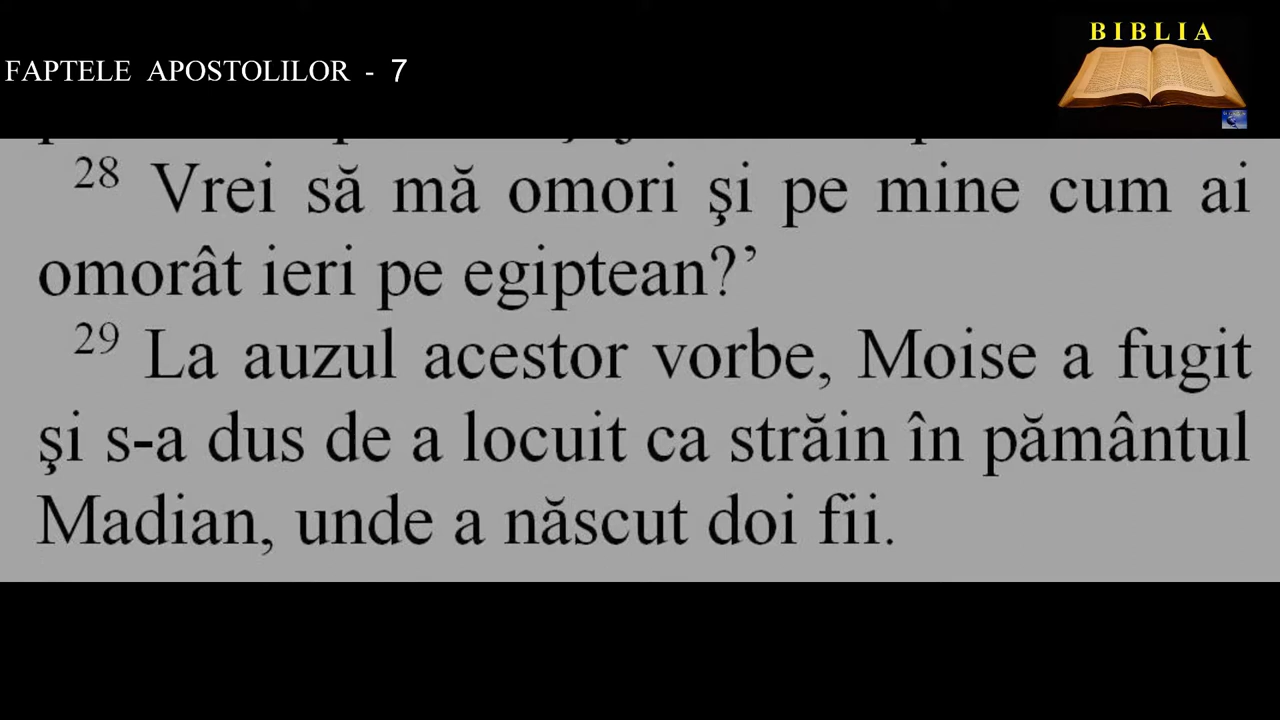 BIBLIA
FAPTELE APOSTOLILOR - 7
28 Vrei să mă omori şi pe mine cum ai
omorât ieri pe egiptean?’
29 La auzul acestor vorbe, Moise a fugit
şi s-a dus de a locuit ca străin în pământul
Madian, unde a născut doi fii.